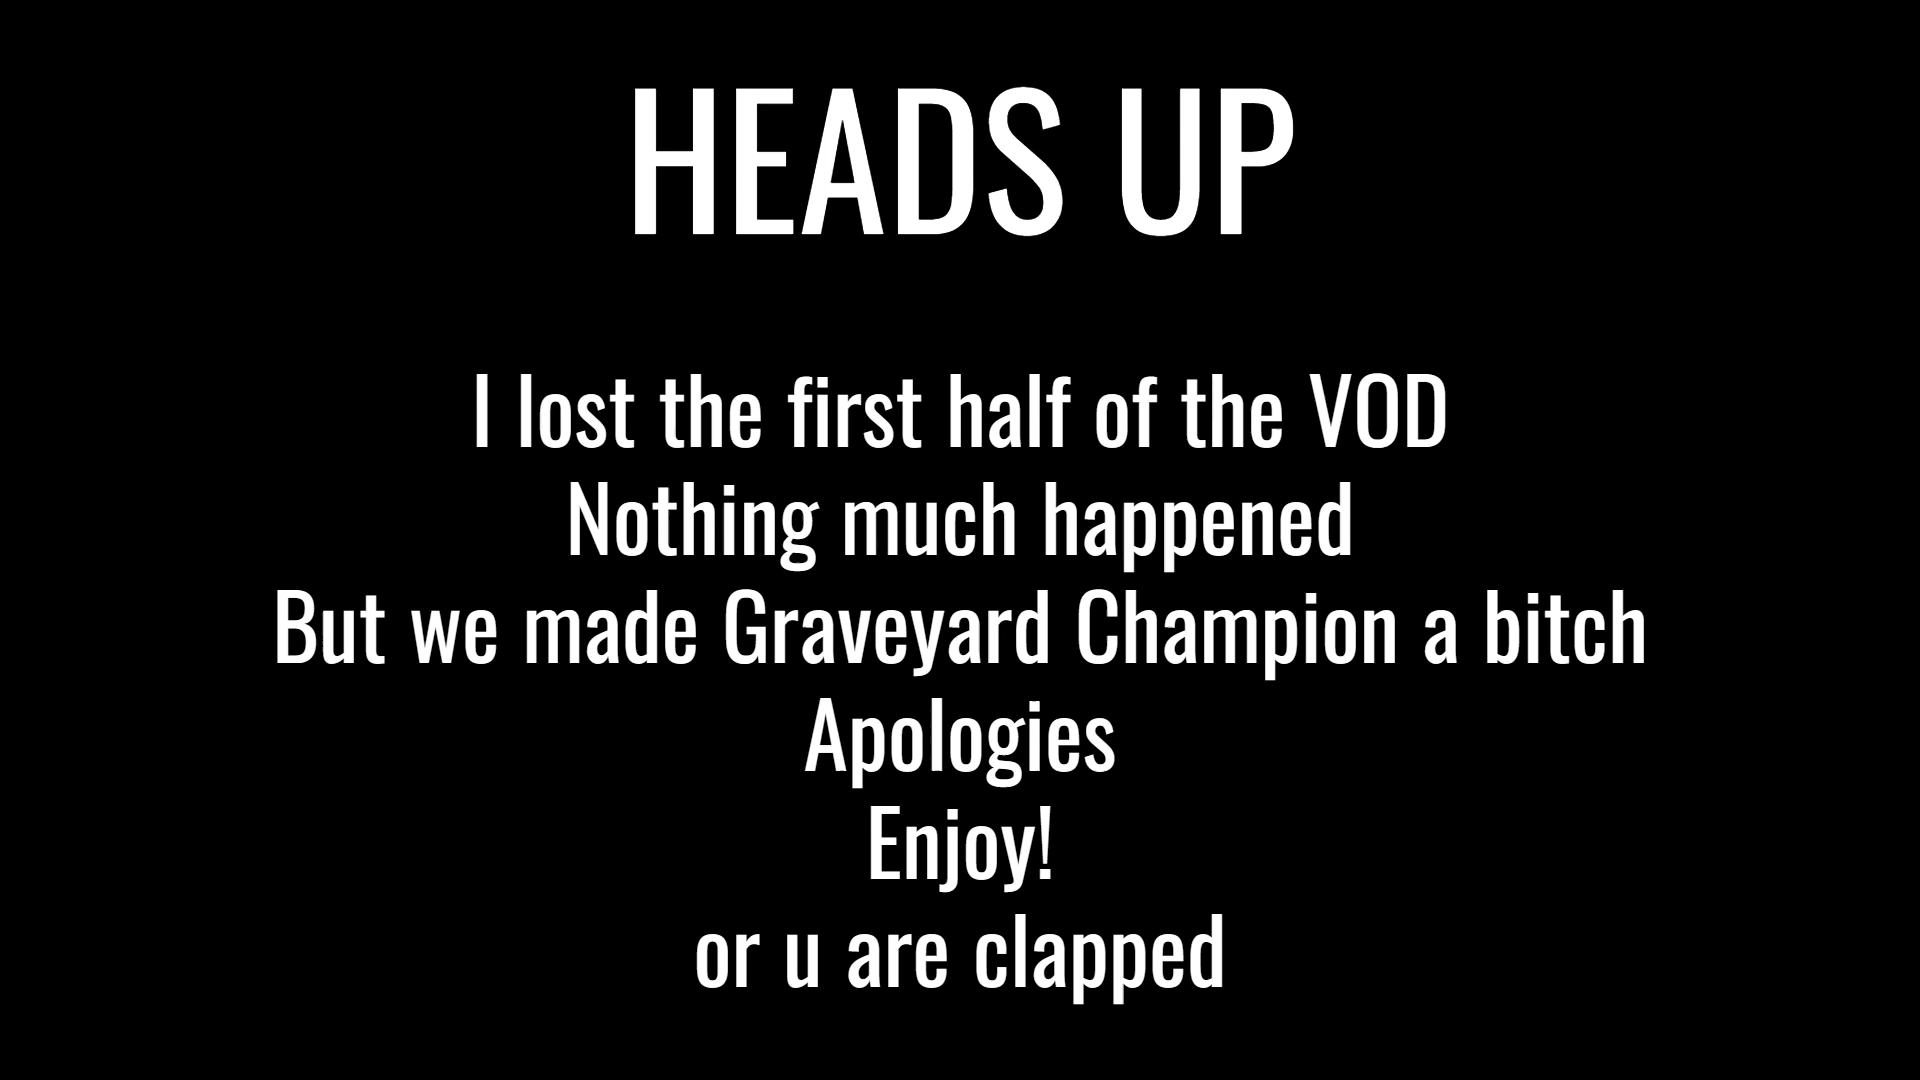 HEADS UP
I lost the first half of the VOD
Nothing much happened
But we made Graveyard Champion a bitch
Apologies
Enjoy!
or u are clapped